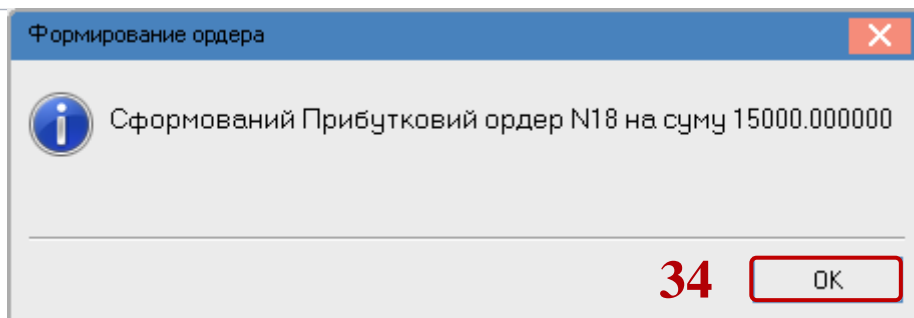 Формирование ордера
Сформований Прибутковий ордер N18 на суму 15000.000000
34 OK